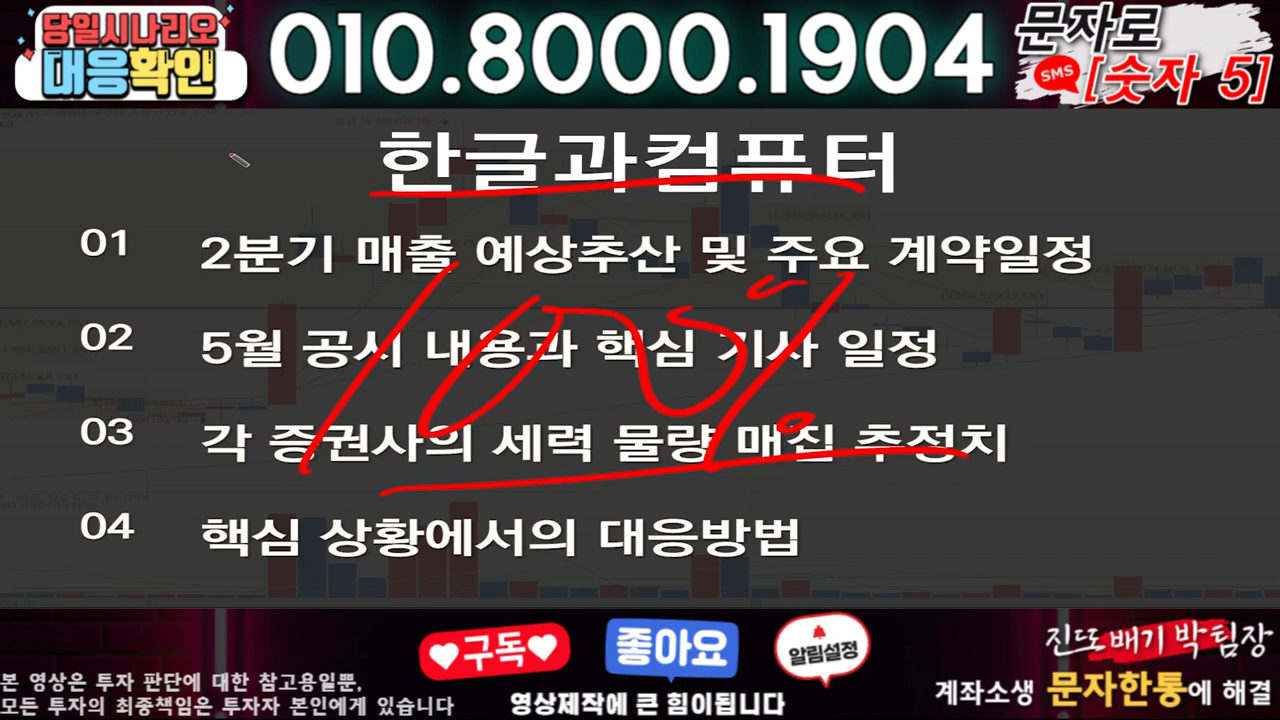 당일시나리오
대응확인
010.8000.1904
문자로
SMS
[숫자 5]
한글과컴퓨터
01 2분기 매출 예상추산 및 주요 계약일정
02 5월 공시 내용과 핵심 기사 일정
03 각 증권사의 세력 물량 매집 추정치
04 핵심 상황에서의 대응방법
100%
구독
좋아요
알림설정
영상제작에 큰 힘이됩니다
본 영상은 투자 판단에 대한 참고용일뿐,
모든 투자의 최종책임은 투자자 본인에게 있습니다
진또배기 박팀장
계좌소생 문자한통에 해결